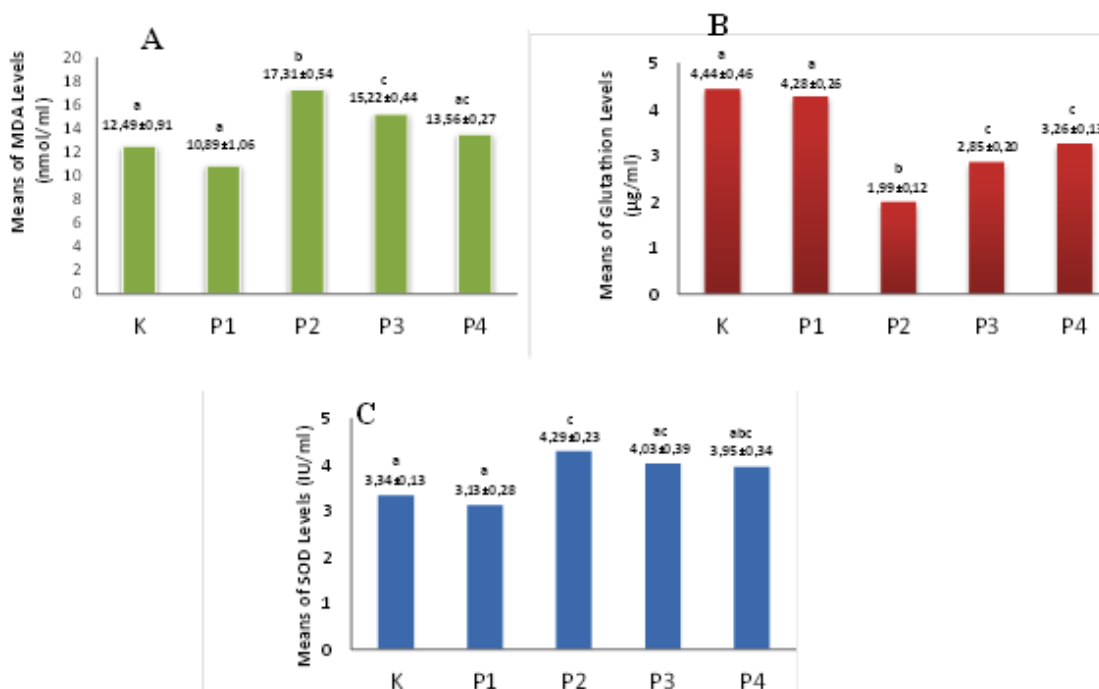 A
Means of MDA Levels
(nmol/ml)
20
18
16
14
12
10
8
6
4
2
0
a
12,49±0,91
a
10,89±1,06
b
17,31±0,54
c
15,22±0,44
ac
13,56±0,27
K P1 P2 P3 P4
B
Means of Glutathion Levels
(µg/ml)
5
4
3
2
1
0
a
4,44±0,46
a
4,28±0,26
b
1,99±0,12
c
2,85±0,20
c
3,26±0,13
K P1 P2 P3 P4
C
Means of SOD Levels (IU/ml)
5
4
3
2
1
0
a
3,34±0,13
a
3,13±0,28
c
4,29±0,23
ac
4,03±0,39
abc
3,95±0,34
K P1 P2 P3 P4